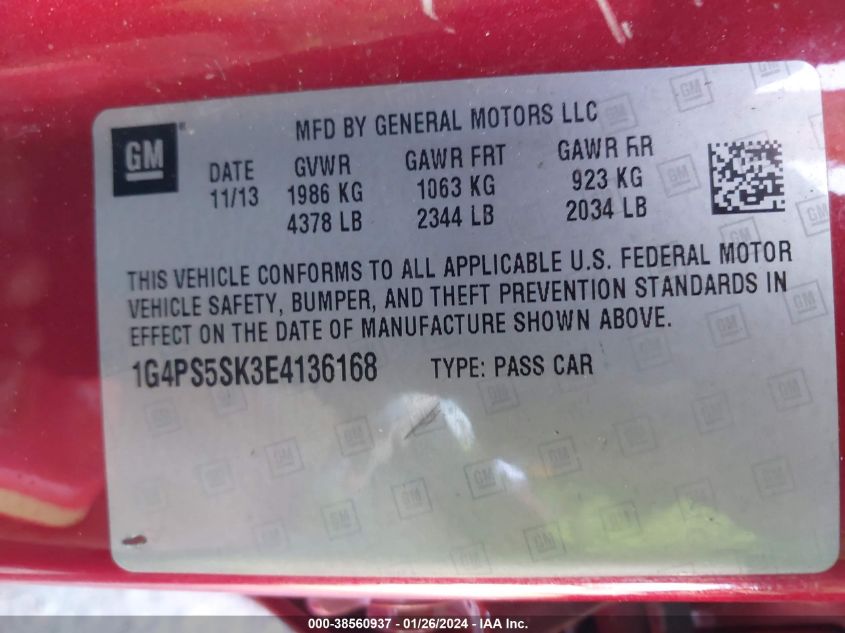 MFD BY GENERAL MOTORS LLC
GM®
DATE GVWR GAWR FRT GAWR RR
11/13 1986 KG 1063 KG 923 KG
4378 LB 2344 LB 2034 LB
THIS VEHICLE CONFORMS TO ALL APPLICABLE U.S. FEDERAL MOTOR
VEHICLE SAFETY, BUMPER, AND THEFT PREVENTION STANDARDS IN
EFFECT ON THE DATE OF MANUFACTURE SHOWN ABOVE.
1G4PS5SK3E4136168 TYPE: PASS CAR
000-38560937 - 01/26/2024 - IAA Inc.